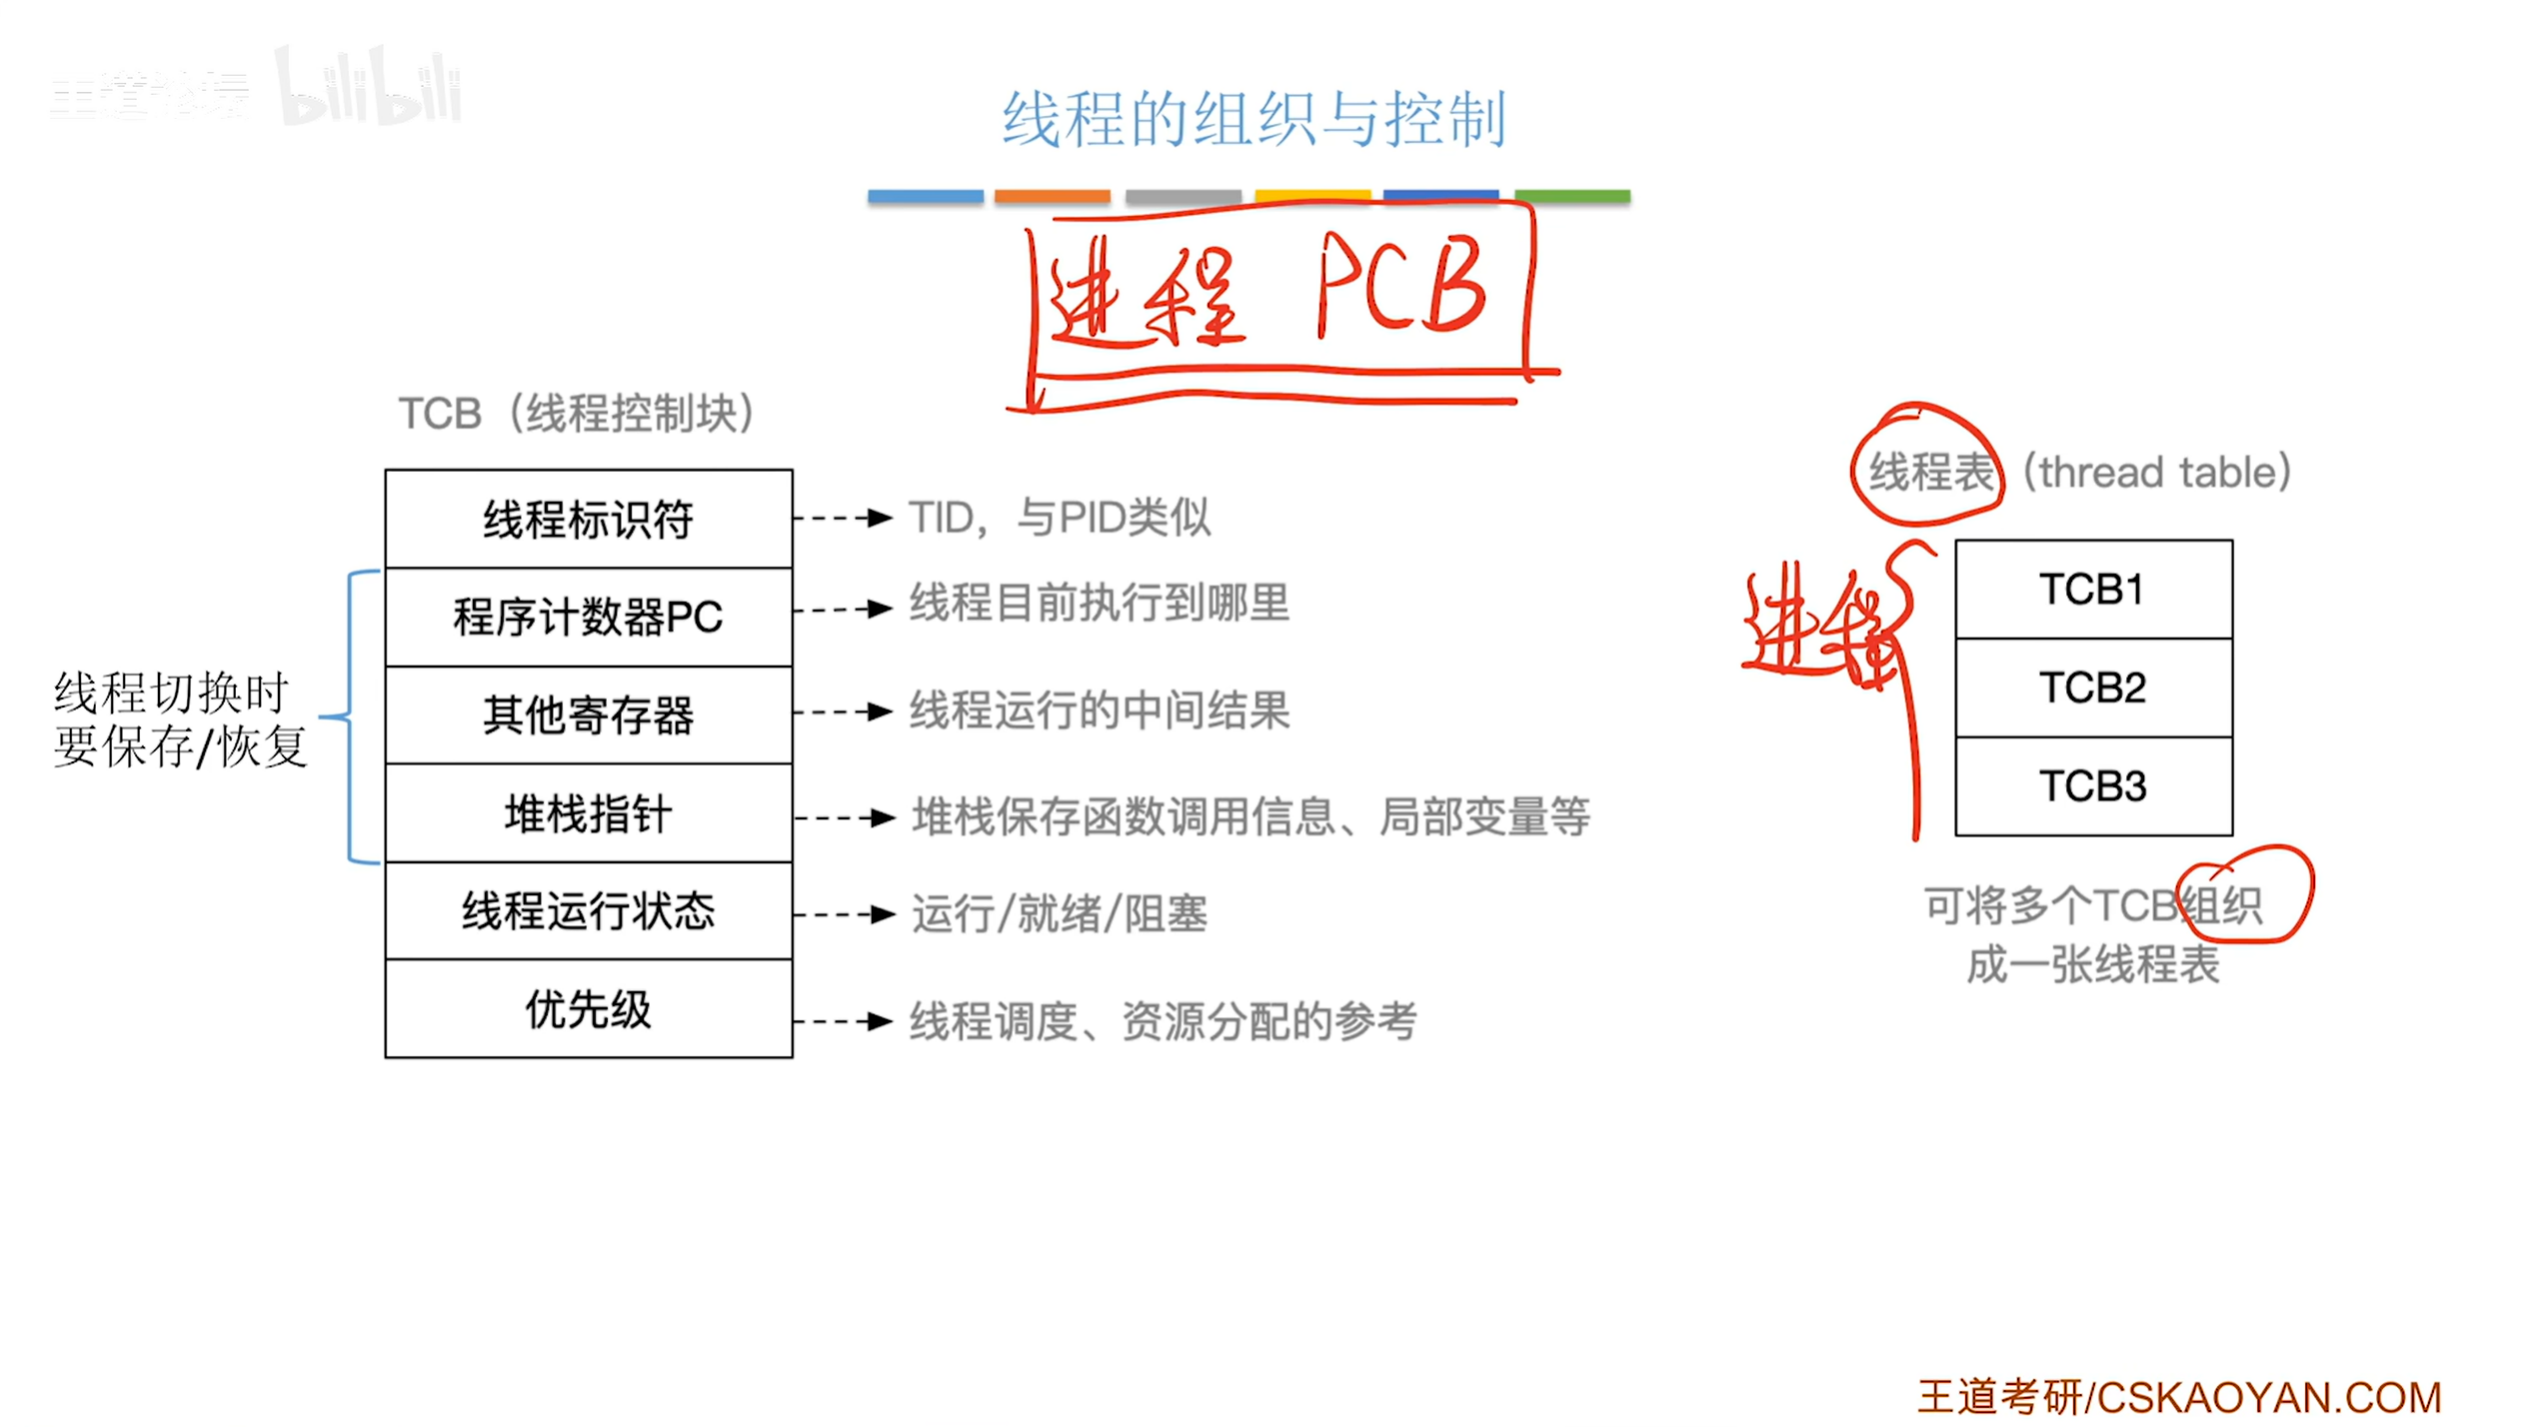 王道论坛 bilibili
线程的组织与控制
进程 PCB
TCB（线程控制块）
线程标识符
TID，与PID类似
程序计数器PC
线程目前执行到哪里
其他寄存器
线程运行的中间结果
堆栈指针
堆栈保存函数调用信息、局部变量等
线程运行状态
运行/就绪/阻塞
优先级
线程调度、资源分配的参考
线程切换时
要保存/恢复
线程表（thread table）
进程
TCB1
TCB2
TCB3
可将多个TCB组织
成一张线程表
王道考研/CSKAOYAN.COM